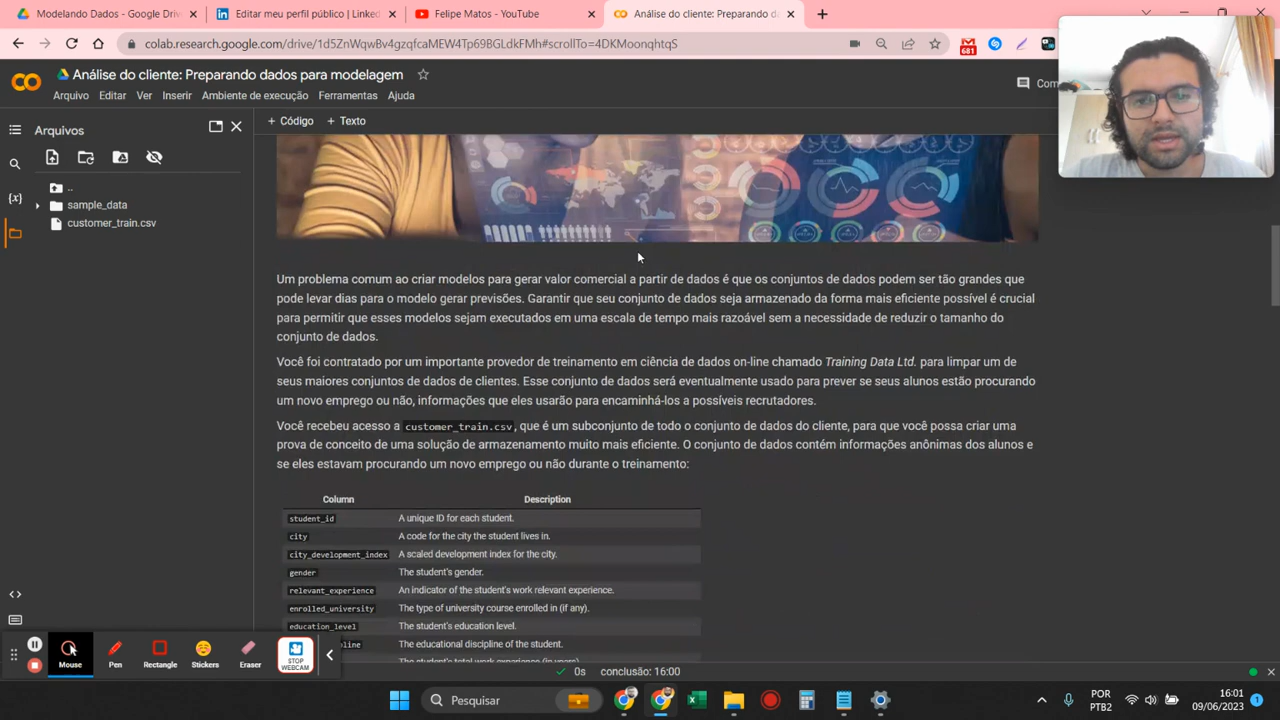 Modelando Dados - Google Driv
Editar meu perfil público | Linked
Felipe Matos - YouTube
Análise do cliente: Preparando da
colab.research.google.com/drive/1d5ZnWqwBv4gzqfcaMEW4Tp69BGLdkFMh#scrollTo=4DKMoonqhtqS
681
Análise do cliente: Preparando dados para modelagem
Com
Arquivo Editar Ver Inserir Ambiente de execução Ferramentas Ajuda
+ Código + Texto
Arquivos
..
sample_data
customer_train.csv
Um problema comum ao criar modelos para gerar valor comercial a partir de dados é que os conjuntos de dados podem ser tão grandes que
pode levar dias para o modelo gerar previsões. Garantir que seu conjunto de dados seja armazenado da forma mais eficiente possível é crucial
para permitir que esses modelos sejam executados em uma escala de tempo mais razoável sem a necessidade de reduzir o tamanho do
conjunto de dados.
Você foi contratado por um importante provedor de treinamento em ciência de dados on-line chamado Training Data Ltd. para limpar um de
seus maiores conjuntos de dados de clientes. Esse conjunto de dados será eventualmente usado para prever se seus alunos estão procurando
um novo emprego ou não, informações que eles usarão para encaminhá-los a possíveis recrutadores.
Você recebeu acesso a customer_train.csv, que é um subconjunto de todo o conjunto de dados do cliente, para que você possa criar uma
prova de conceito de uma solução de armazenamento muito mais eficiente. O conjunto de dados contém informações anônimas dos alunos e
se eles estavam procurando um novo emprego ou não durante o treinamento:
Column Description
student_id A unique ID for each student.
city A code for the city the student lives in.
city_development_index A scaled development index for the city.
gender The student's gender.
relevant_experience An indicator of the student's work relevant experience.
enrolled_university The type of university course enrolled in (if any).
education_level The student's education level.
The educational discipline of the student.
The student's total work experience (in years).
Mouse Pen Rectangle Stickers Eraser STOP WEBCAM
0s conclusão: 16:00
Pesquisar
POR
PTB2
16:01
09/06/2023
1